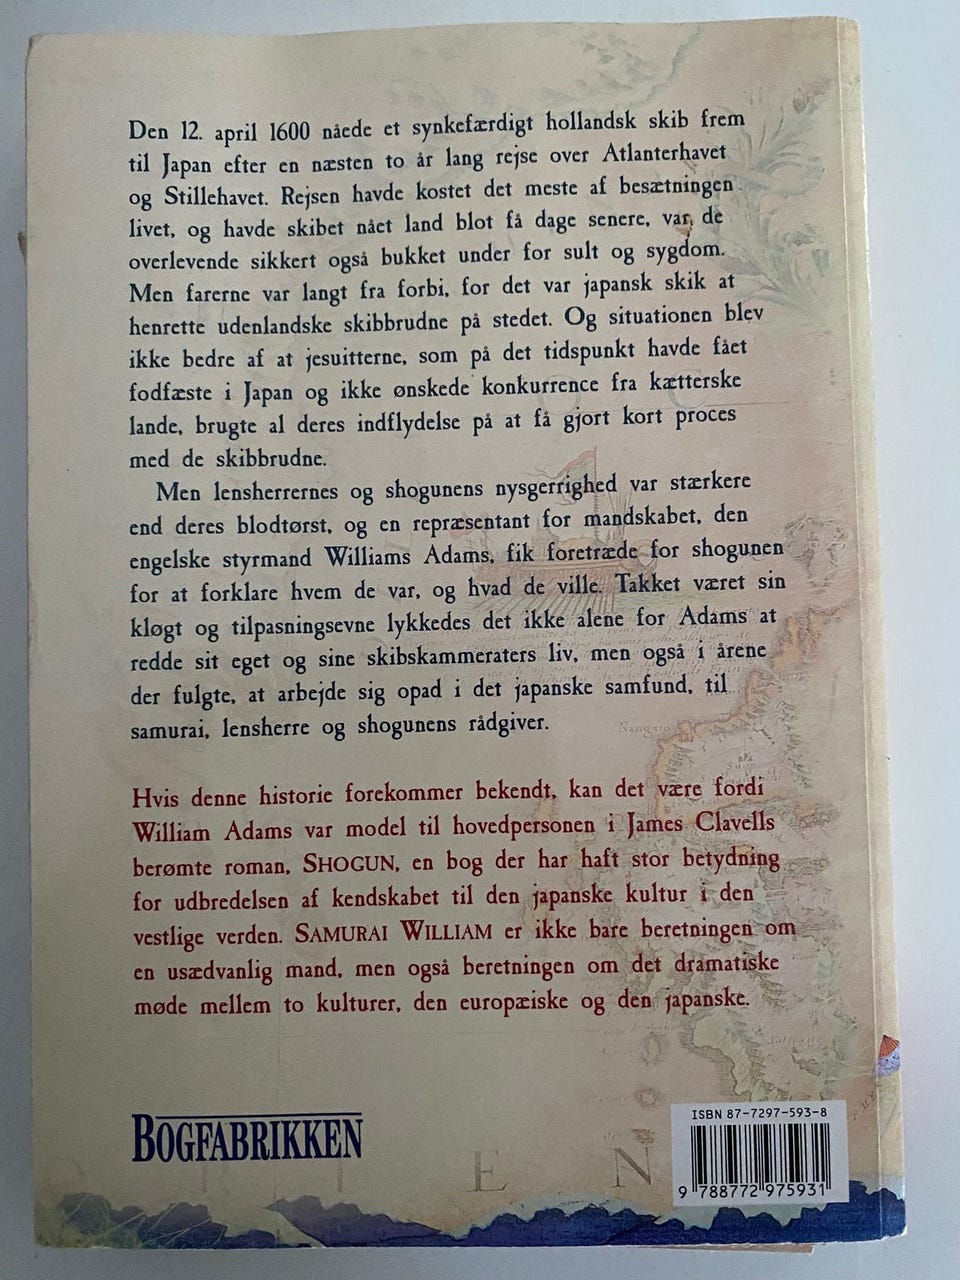 Den 12. april 1600 nåede et synkefærdigt hollandsk skib frem
til Japan efter en næsten to år lang rejse over Atlanterhavet
og Stillehavet. Rejsen havde kostet det meste af besætningen
livet, og havde skibet nået land blot få dage senere, var de
overlevende sikkert også bukket under for sult og sygdom.
Men farerne var langt fra forbi, for det var japansk skik at
henrette udenlandske skibbrudne på stedet. Og situationen blev
ikke bedre af at jesuitterne, som på det tidspunkt havde fået
fodfæste i Japan og ikke ønskede konkurrence fra kætterske
lande, brugte al deres indflydelse på at få gjort kort proces
med de skibbrudne.
Men lensherrernes og shogunens nysgerrighed var stærkere
end deres blodtørst, og en repræsentant for mandskabet, den
engelske styrmand Williams Adams, fik foretræde for shogunen
for at forklare hvem de var, og hvad de ville. Takket været sin
kløgt og tilpasningsevne lykkedes det ikke alene for Adams at
redde sit eget og sine skibskammeraters liv, men også i årene
der fulgte, at arbejde sig opad i det japanske samfund, til
samurai, lensherre og shogunens rådgiver.
Hvis denne historie forekommer bekendt, kan det være fordi
William Adams var model til hovedpersonen i James Clavells
berømte roman, SHOGUN, en bog der har haft stor betydning
for udbredelsen af kendskabet til den japanske kultur i den
vestlige verden. SAMURAI WILLIAM er ikke bare beretningen om
en usædvanlig mand, men også beretningen om det dramatiske
møde mellem to kulturer, den europæiske og den japanske.
BOGFABRIKKEN
ISBN 87-7297-593-8
9 788772 975931
E N